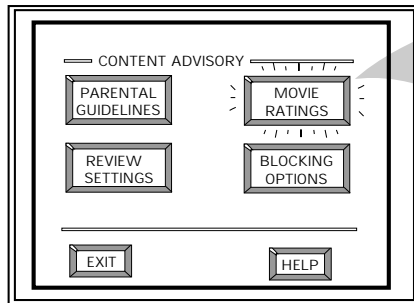 CONTENT ADVISORY
PARENTAL
GUIDELINES
MOVIE
RATINGS
REVIEW
SETTINGS
BLOCKING
OPTIONS
EXIT
HELP